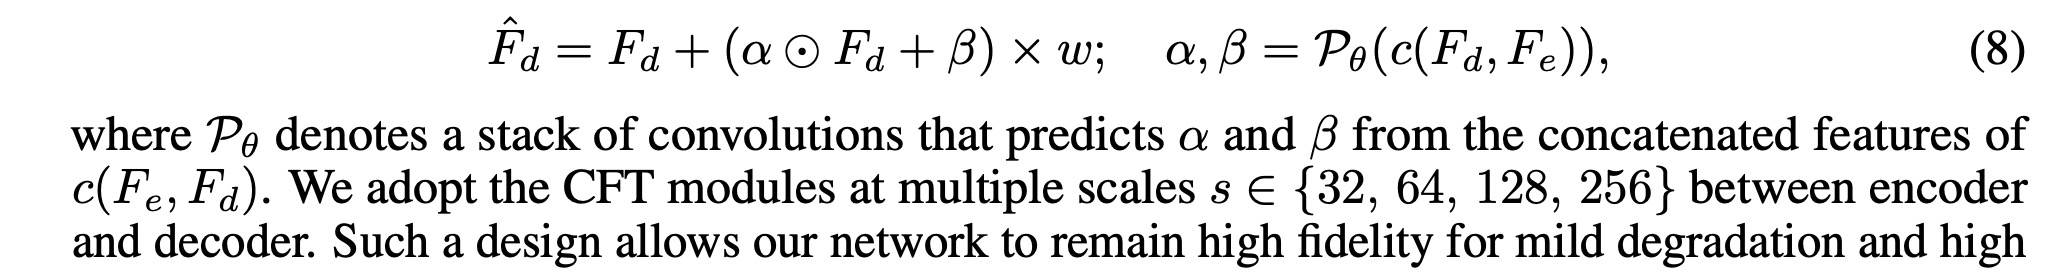 F̂_d = F_d + (α ⊙ F_d + β) × w; α, β = 𝒫_θ(c(F_d, F_e)), (8)
where 𝒫_θ denotes a stack of convolutions that predicts α and β from the concatenated features of
c(F_e, F_d). We adopt the CFT modules at multiple scales s ∈ {32, 64, 128, 256} between encoder
and decoder. Such a design allows our network to remain high fidelity for mild degradation and high